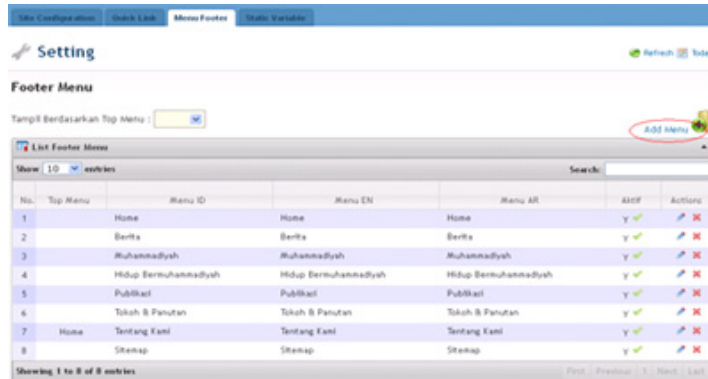 Site Configuration Quick Link Menu Footer Static Variable
Setting
Refresh
Footer Menu
Tampil Berdasarkan Top Menu :
Add Menu
List Footer Menu
Show 10 entries Search:
No. Top Menu Menu ID Menu EN Menu AR Aktif Actions
1 Home Home Home y
2 Berita Berita Berita y
3 Muhammadiyah Muhammadiyah Muhammadiyah y
4 Hidup Bermuhammadiyah Hidup Bermuhammadiyah Hidup Bermuhammadiyah y
5 Publikasi Publikasi Publikasi y
6 Tokoh & Panutan Tokoh & Panutan Tokoh & Panutan y
7 Home Tentang Kami Tentang Kami Tentang Kami y
8 Sitemap Sitemap Sitemap y
Showing 1 to 8 of 8 entries First Previous 1 Next Last